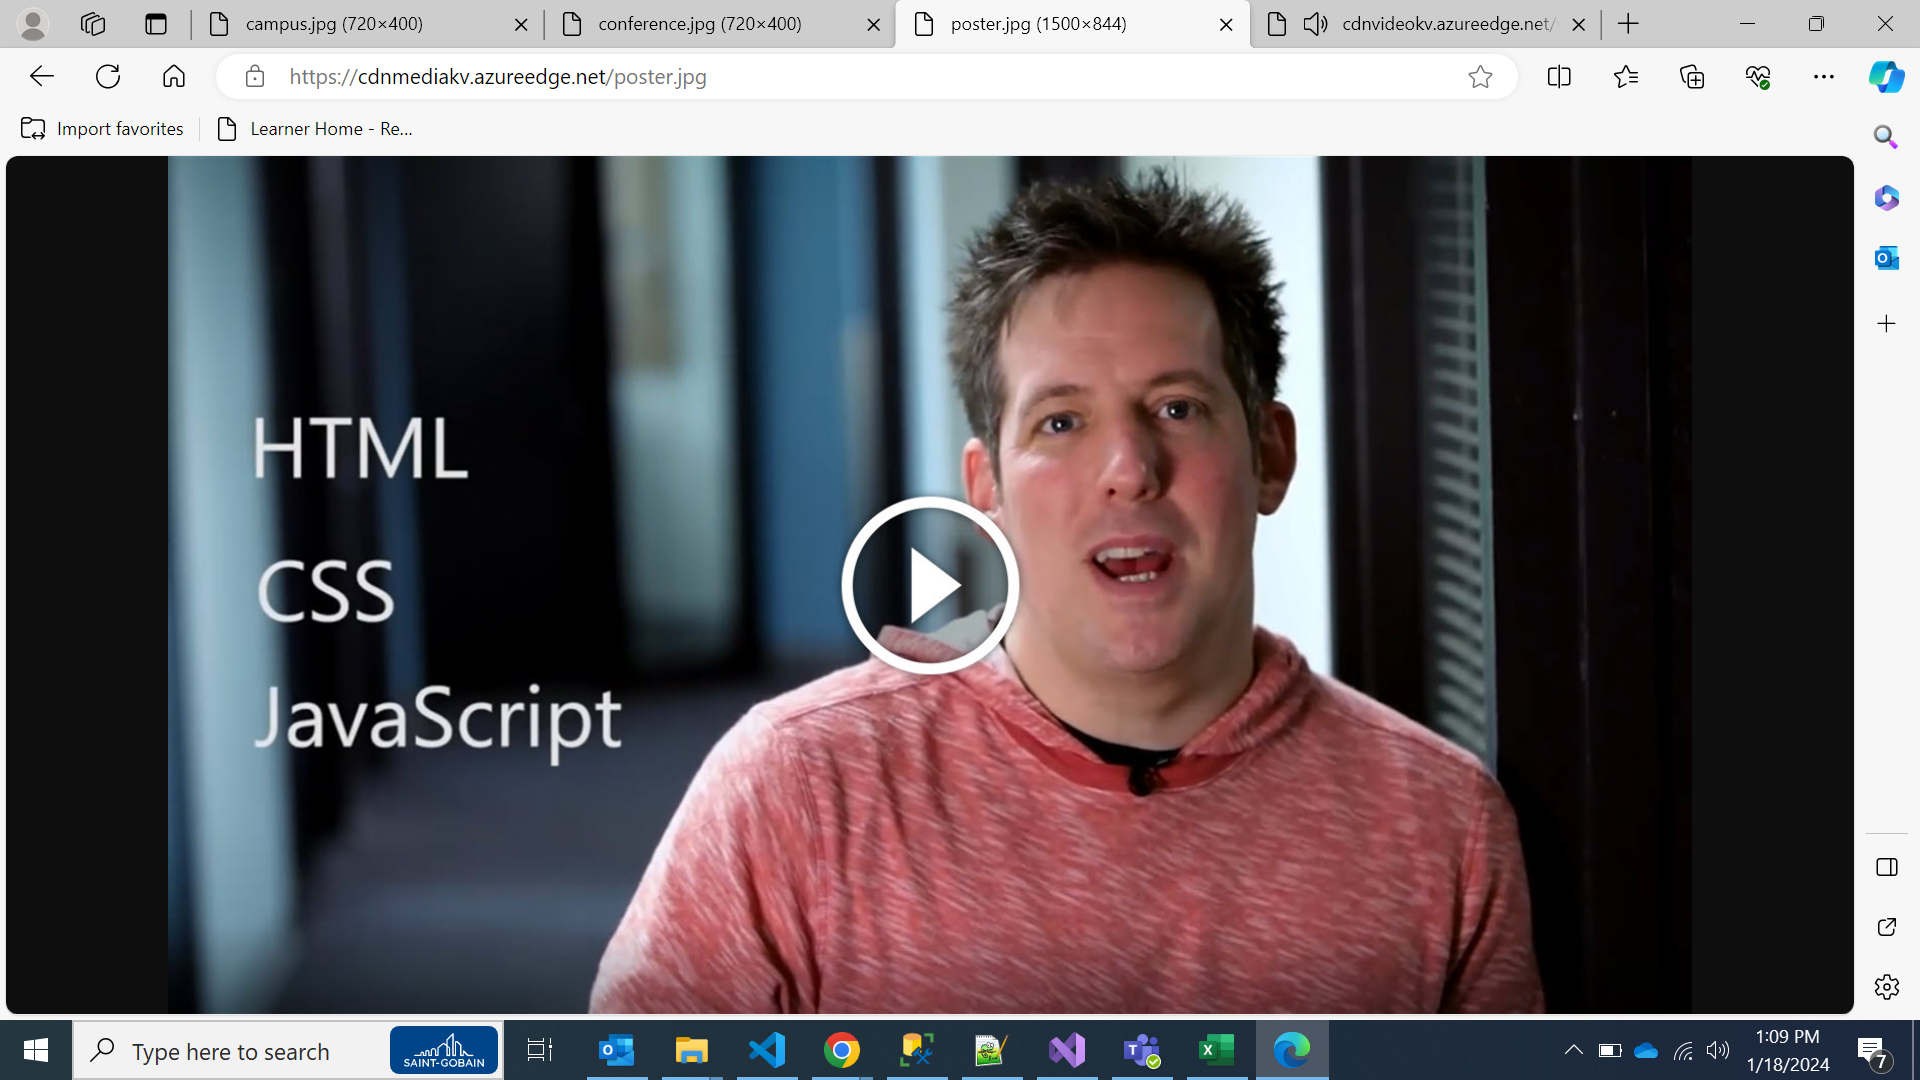 campus.jpg (720×400)
conference.jpg (720×400)
poster.jpg (1500×844)
cdnvideokv.azureedge.net/
https://cdnmediakv.azureedge.net/poster.jpg
Import favorites
Learner Home - Re...
HTML
CSS
JavaScript
Type here to search
SAINT-GOBAIN
1:09 PM
1/18/2024
7